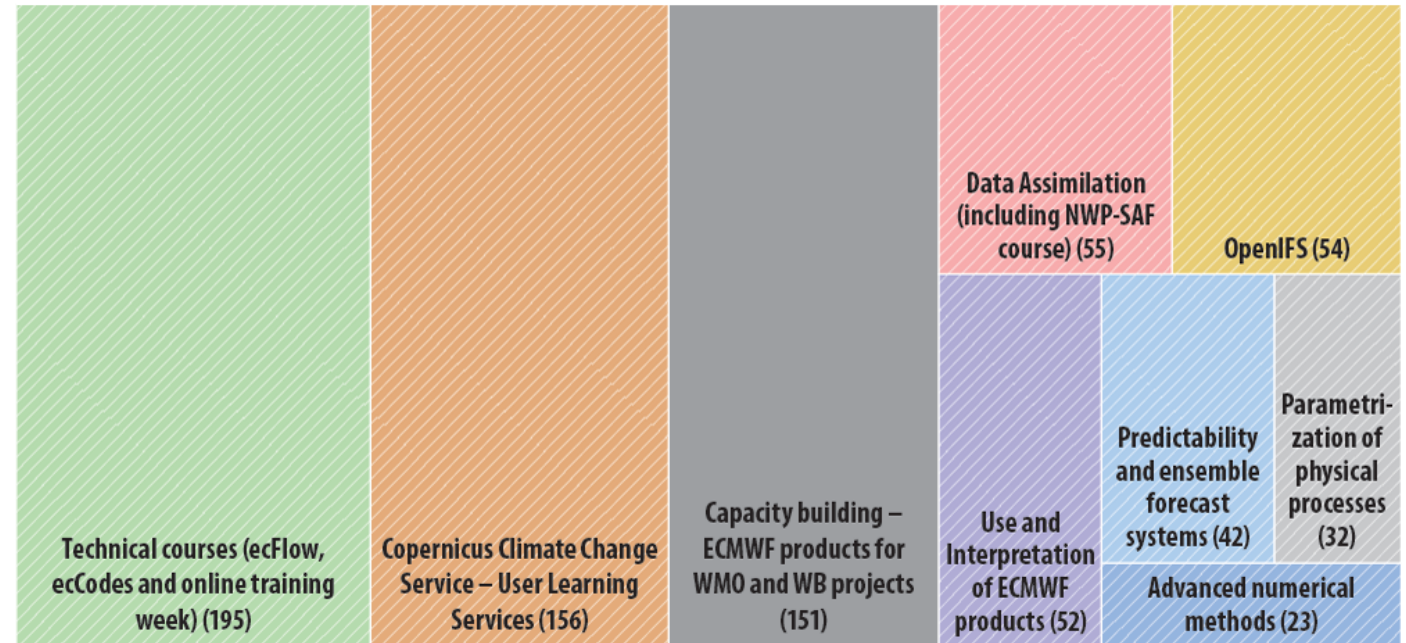 Technical courses (ecFlow,
ecCodes and online training
week) (195)
Copernicus Climate Change
Service – User Learning
Services (156)
Capacity building –
ECMWF products for
WMO and WB projects
(151)
Data Assimilation
(including NWP-SAF
course) (55)
OpenIFS (54)
Use and
Interpretation
of ECMWF
products (52)
Predictability
and ensemble
forecast
systems (42)
Parametri-
zation of
physical
processes
(32)
Advanced numerical
methods (23)